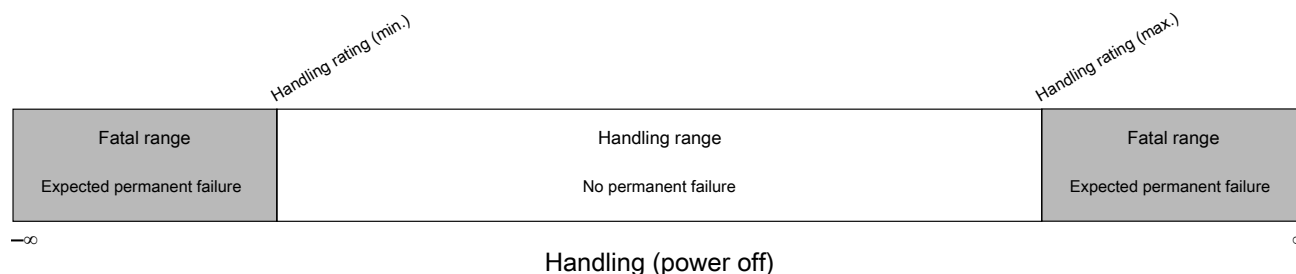 Handling rating (min.)
Handling rating (max.)
Fatal range
Handling range
Fatal range
Expected permanent failure
No permanent failure
Expected permanent failure
–∞
Handling (power off)